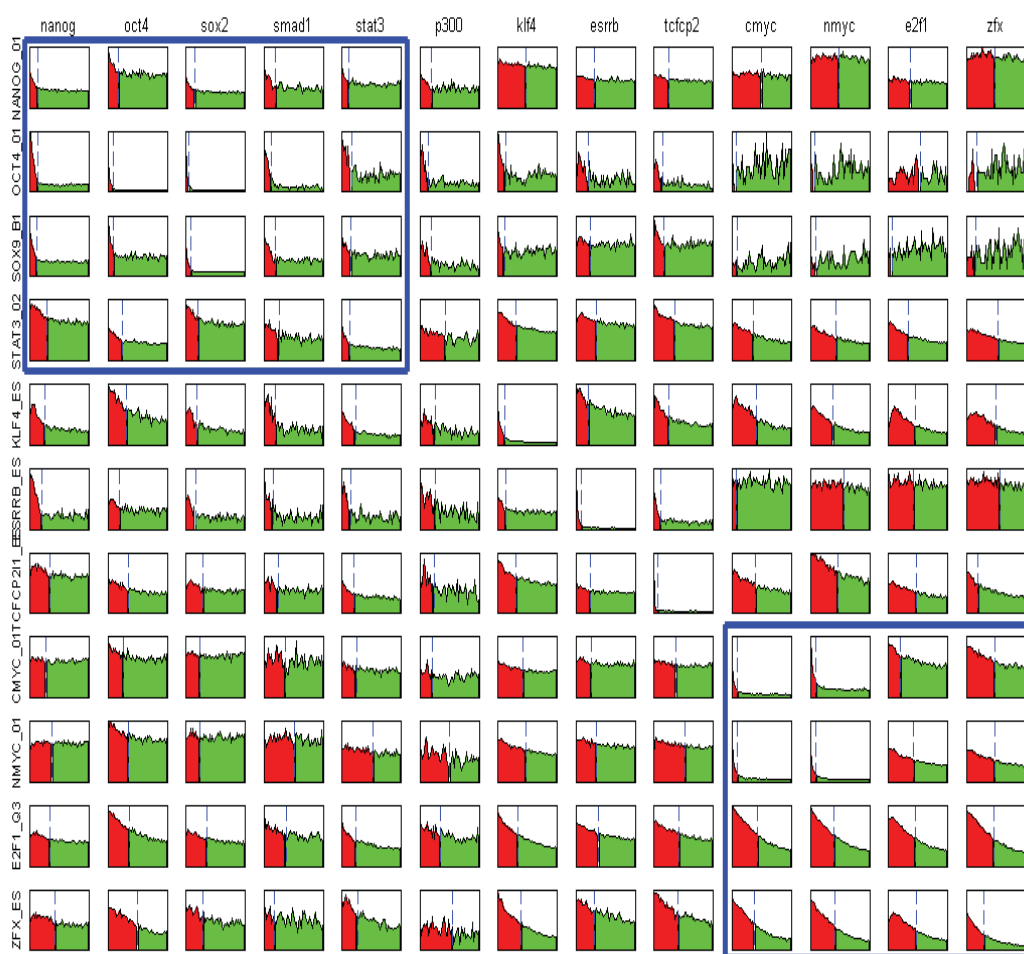 nanog oct4 sox2 smad1 stat3 p300 klf4 esrrb tcfcp2 cmyc nmyc e2f1 zfx
NANOG_01
OCT4_01
SOX9_B1
STAT3_02
KLF4_ES
ESRRB_ES
TCFCP2I1_E
CMYC_01
NMYC_01
E2F1_Q3
ZFX_ES